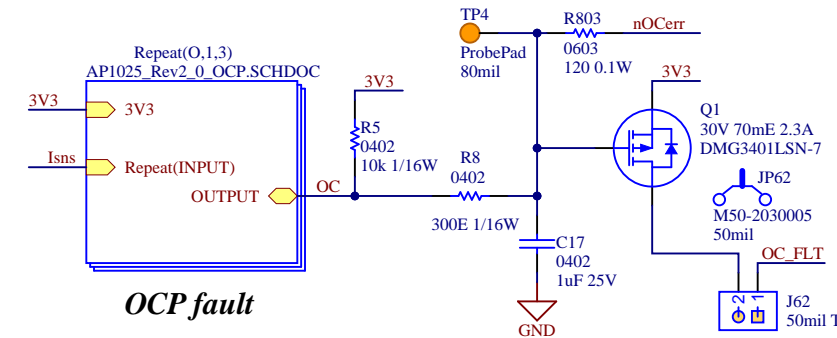 TP4
ProbePad
80mil
R803
0603
120 0.1W
nOCerr
Repeat(O,1,3)
AP1025_Rev2_0_OCP.SCHDOC
3V3
3V3
Isns
Repeat(INPUT)
OUTPUT
OC
3V3
R5
0402
10k 1/16W
R8
0402
300E 1/16W
C17
0402
1uF 25V
GND
3V3
Q1
30V 70mE 2.3A
DMG3401LSN-7
JP62
M50-2030005
50mil
OC_FLT
2
1
J62
50mil T
OCP fault